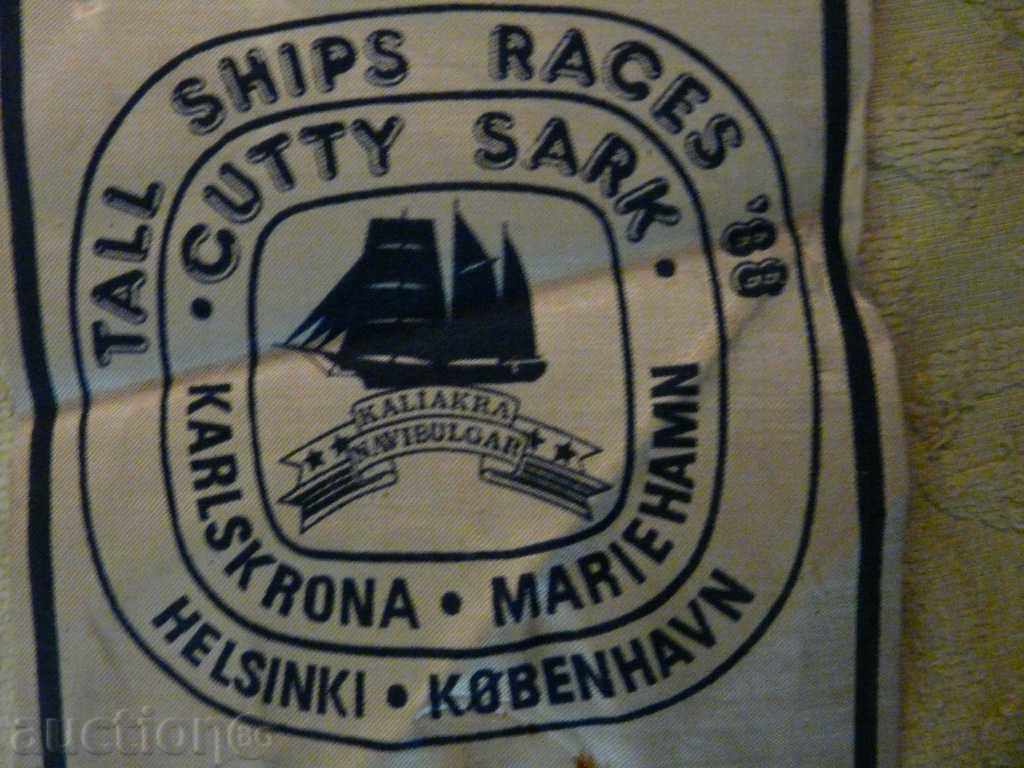 TALL SHIPS RACES '88
• CUTTY SARK •
KALIAKRA
NAVIBULGAR
KARLSKRONA • MARIEHAMN
HELSINKI • KØBENHAVN
auction BG